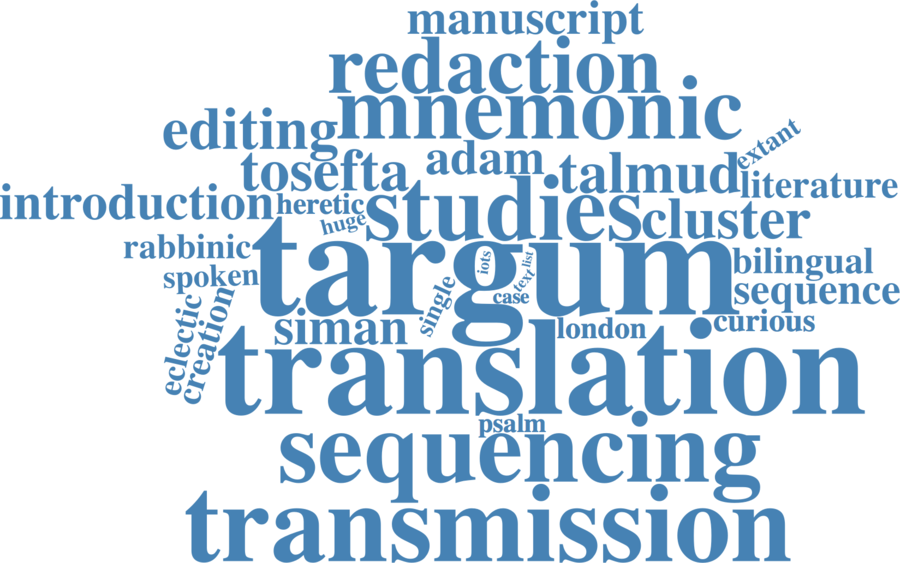 manuscript
redaction
mnemonic
editing
extant
adam
tosefta
talmud
literature
introduction
heretic
studies
cluster
huge
rabbinic
targum
bilingual
iots
list
text
spoken
case
single
sequence
eclectic
creation
siman
london
curious
translation
psalm
sequencing
transmission